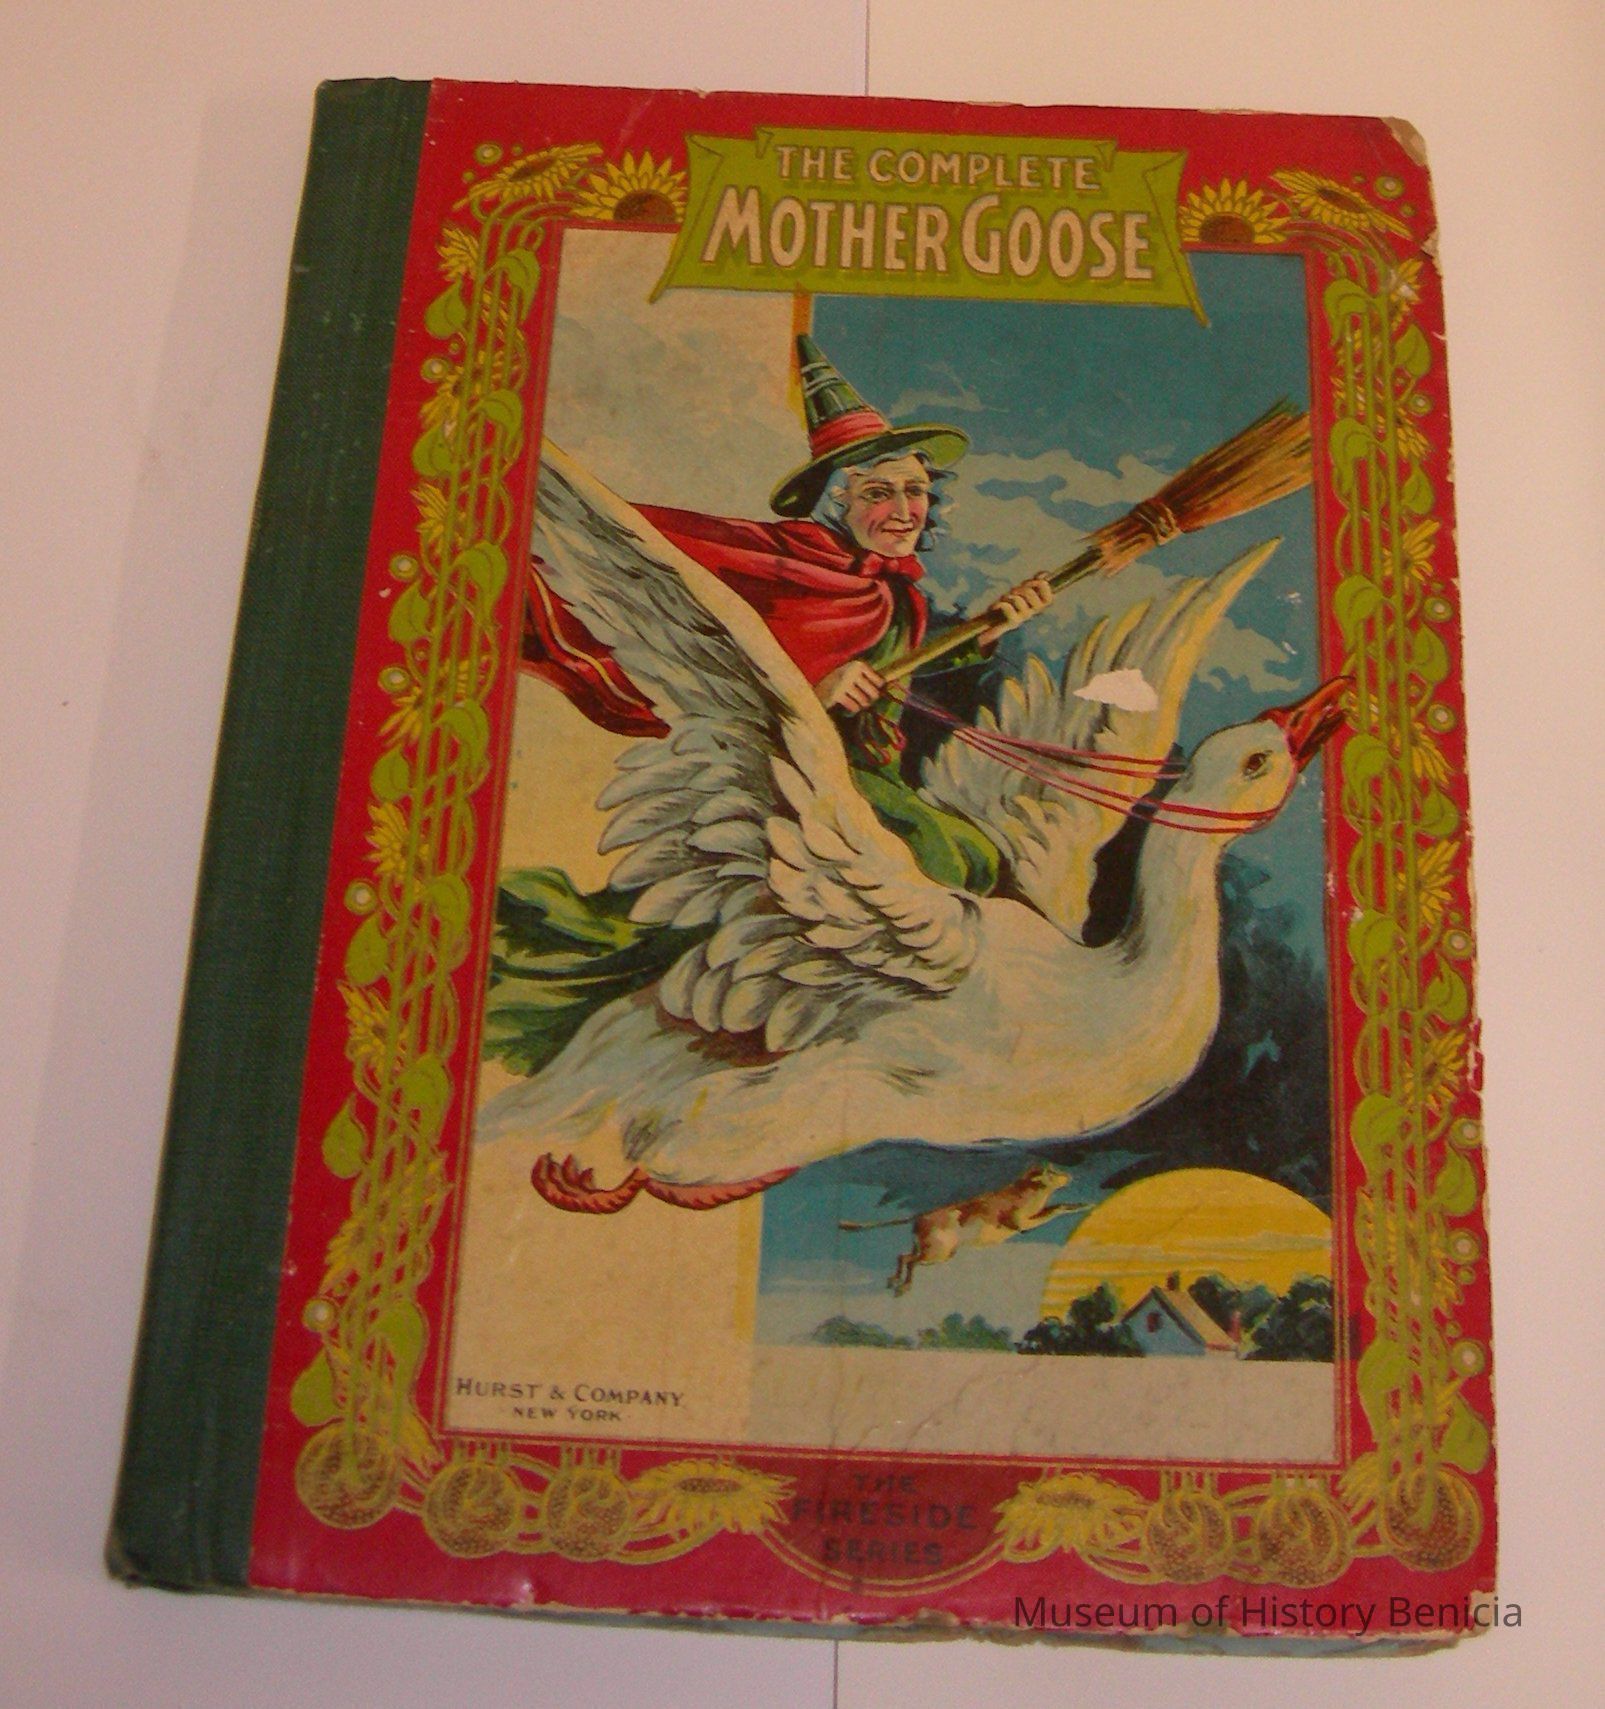 THE COMPLETE
MOTHER GOOSE
HURST & COMPANY
NEW YORK
THE
FIRESIDE
SERIES
Museum of History Benicia